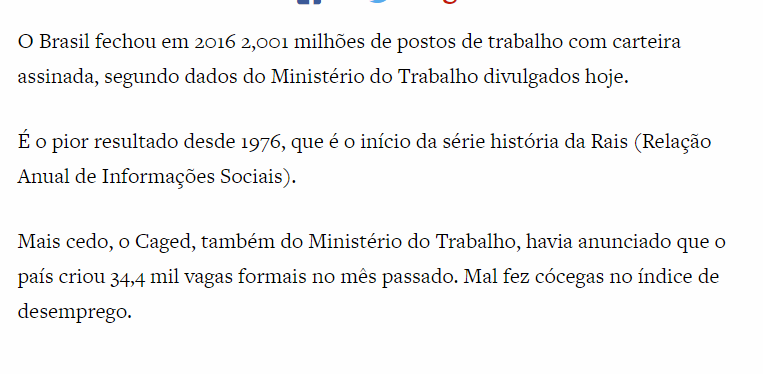 O Brasil fechou em 2016 2,001 milhões de postos de trabalho com carteira
assinada, segundo dados do Ministério do Trabalho divulgados hoje.
É o pior resultado desde 1976, que é o início da série história da Rais (Relação
Anual de Informações Sociais).
Mais cedo, o Caged, também do Ministério do Trabalho, havia anunciado que o
país criou 34,4 mil vagas formais no mês passado. Mal fez cócegas no índice de
desemprego.